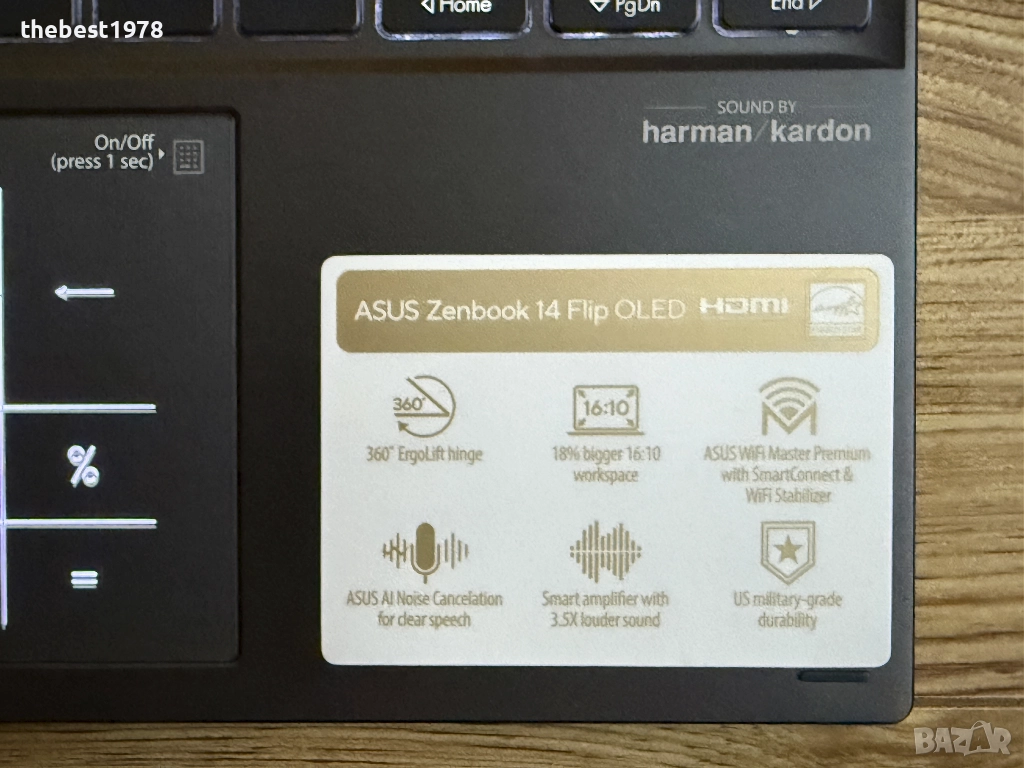 thebest1978
Home
PgDn
End
SOUND BY
harman/kardon
On/Off
(press 1 sec)
ASUS Zenbook 14 Flip OLED HDMI
360°
16:10
360° ErgoLift hinge
18% bigger 16:10
workspace
ASUS WiFi Master Premium
with SmartConnect &
WiFi Stabilizer
%
=
ASUS AI Noise Cancelation
for clear speech
Smart amplifier with
3.5X louder sound
US military-grade
durability
BAZAR